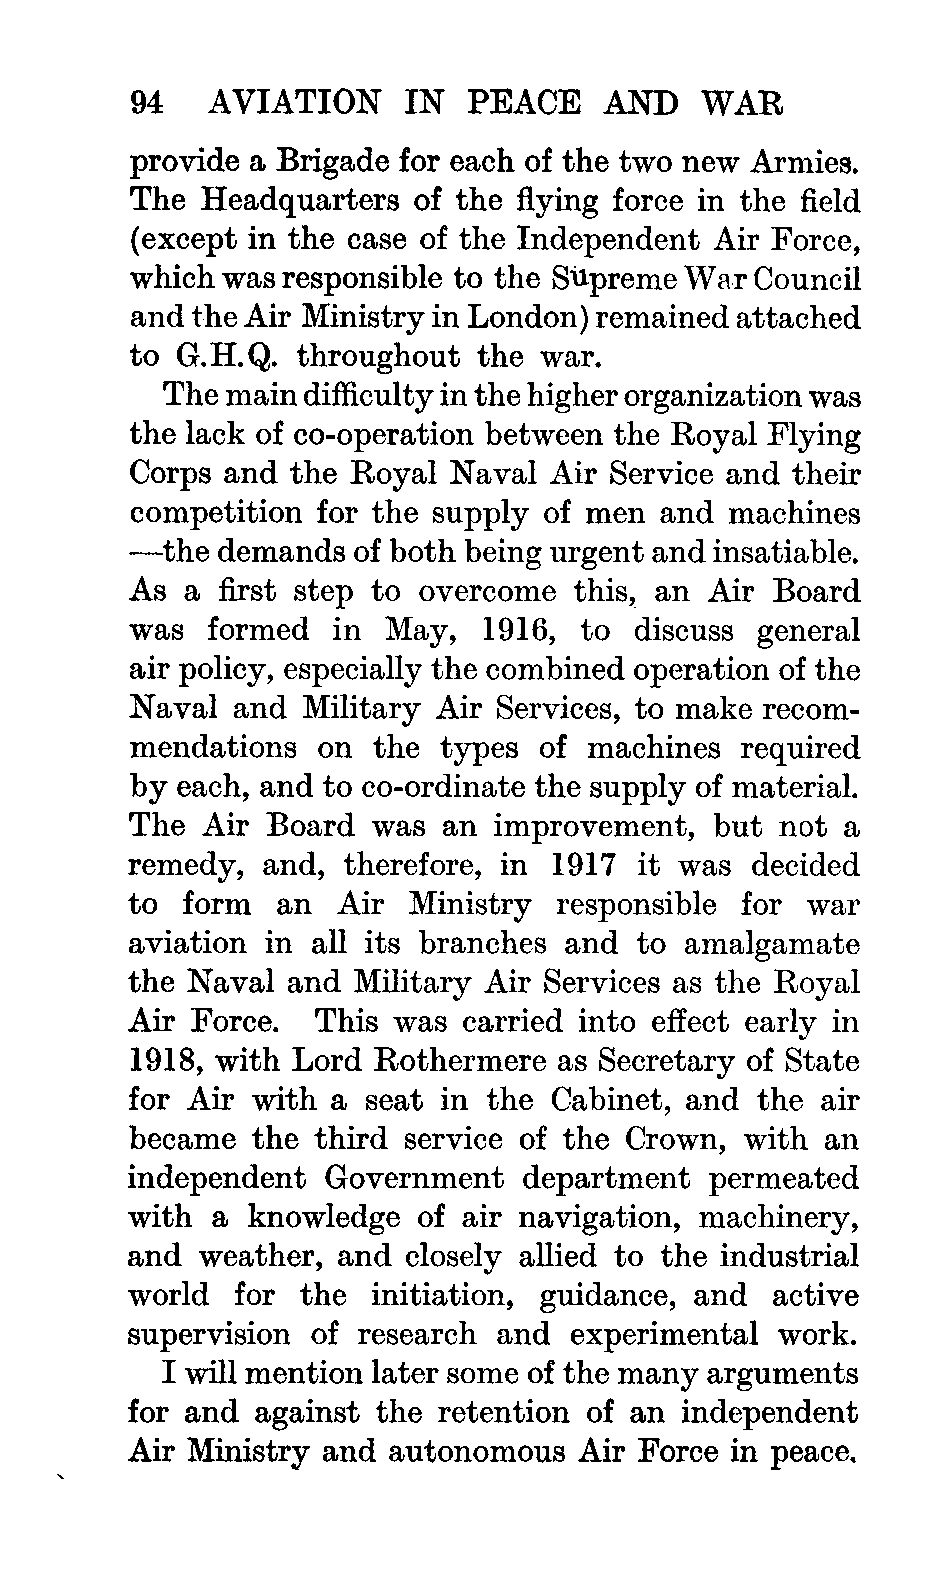 94 AVIATION IN PEACE AND WAR
provide a Brigade for each of the two new Armies.
The Headquarters of the flying force in the field
(except in the case of the Independent Air Force,
which was responsible to the Supreme War Council
and the Air Ministry in London) remained attached
to G.H.Q. throughout the war.
The main difficulty in the higher organization was
the lack of co-operation between the Royal Flying
Corps and the Royal Naval Air Service and their
competition for the supply of men and machines
—the demands of both being urgent and insatiable.
As a first step to overcome this, an Air Board
was formed in May, 1916, to discuss general
air policy, especially the combined operation of the
Naval and Military Air Services, to make recom-
mendations on the types of machines required
by each, and to co-ordinate the supply of material.
The Air Board was an improvement, but not a
remedy, and, therefore, in 1917 it was decided
to form an Air Ministry responsible for war
aviation in all its branches and to amalgamate
the Naval and Military Air Services as the Royal
Air Force. This was carried into effect early in
1918, with Lord Rothermere as Secretary of State
for Air with a seat in the Cabinet, and the air
became the third service of the Crown, with an
independent Government department permeated
with a knowledge of air navigation, machinery,
and weather, and closely allied to the industrial
world for the initiation, guidance, and active
supervision of research and experimental work.
I will mention later some of the many arguments
for and against the retention of an independent
Air Ministry and autonomous Air Force in peace.